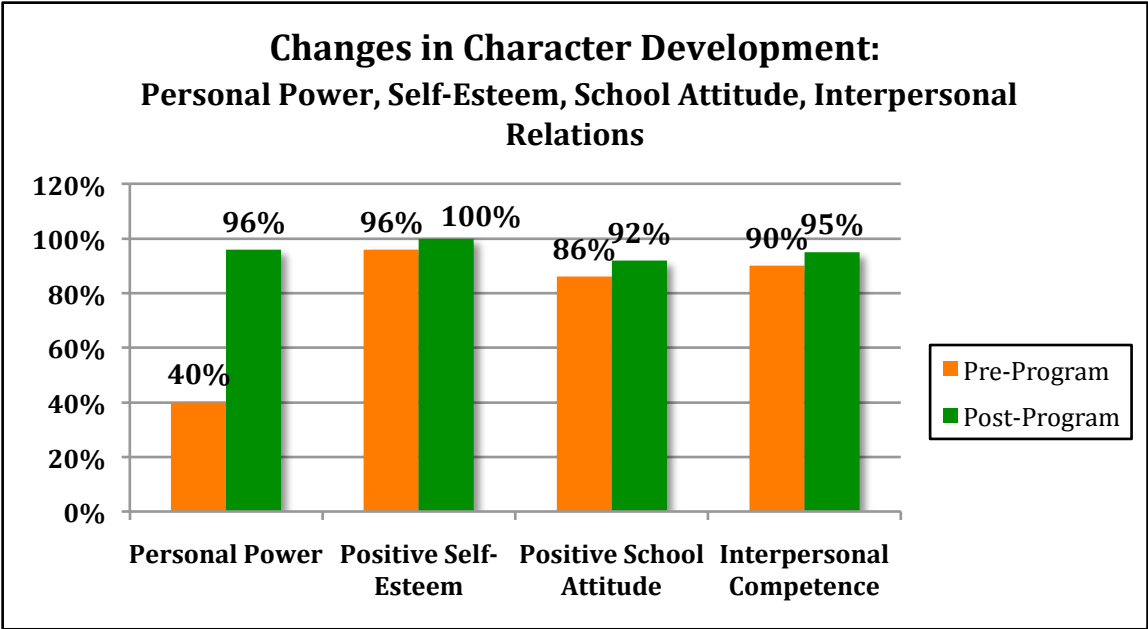 Changes in Character Development:
Personal Power, Self-Esteem, School Attitude, Interpersonal
Relations
120%
100%
80%
60%
40%
20%
0%
40%
96%
96%
100%
86%
92%
90%
95%
Personal Power
Positive Self-
Esteem
Positive School
Attitude
Interpersonal
Competence
Pre-Program
Post-Program